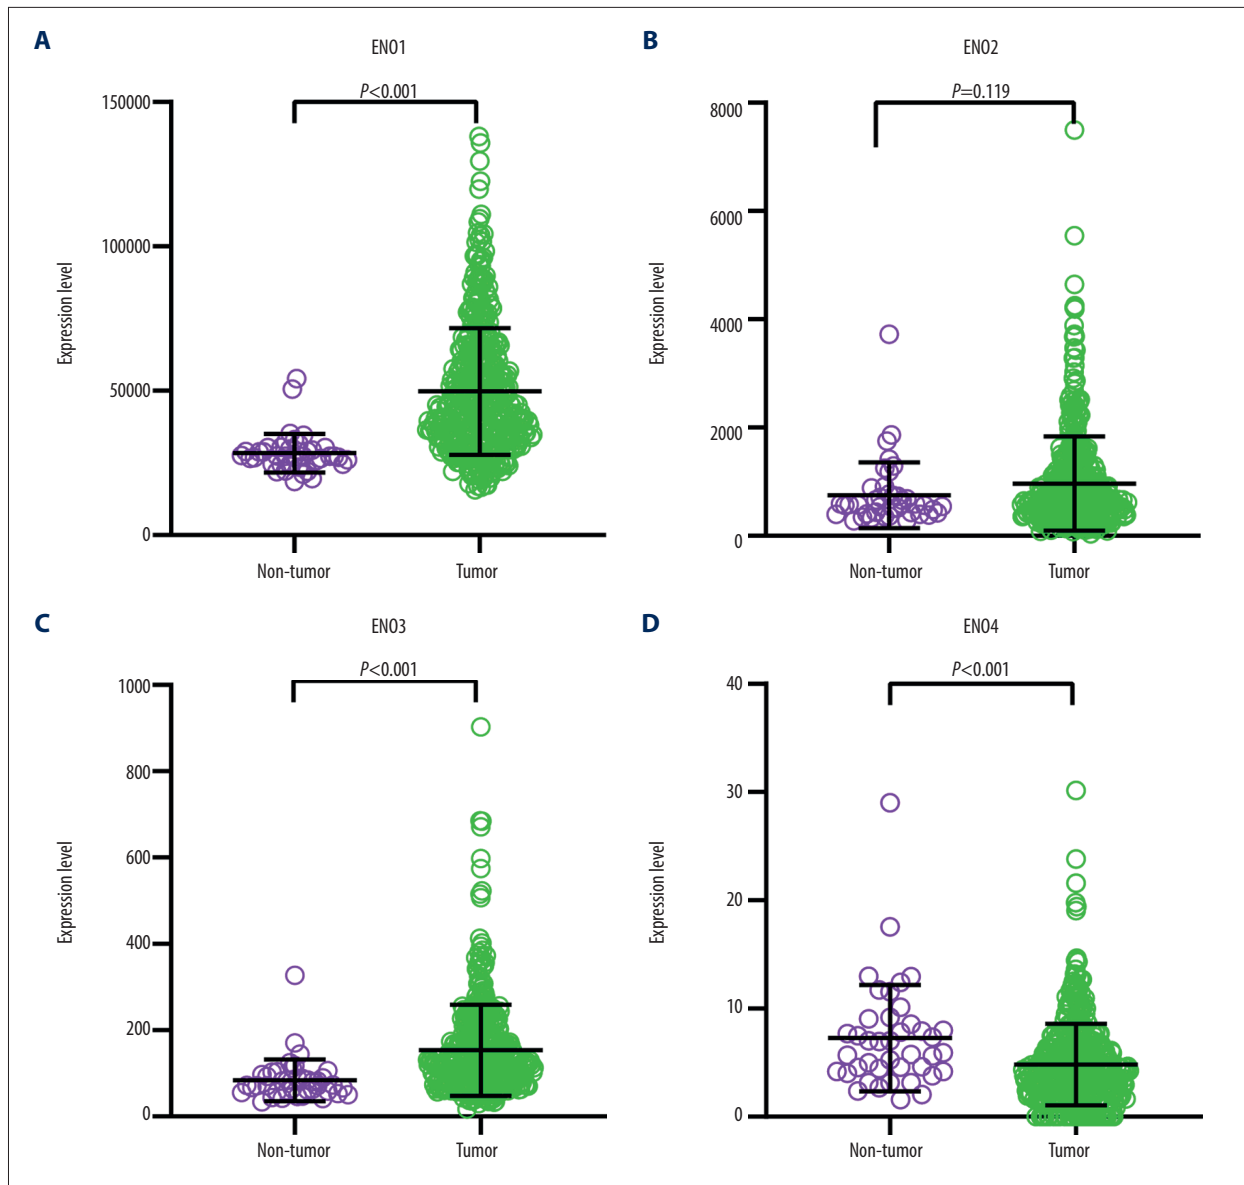 A
ENO1
P<0.001
150000
100000
50000
0
Expression level
Non-tumor
Tumor
B
ENO2
P=0.119
8000
6000
4000
2000
0
Expression level
Non-tumor
Tumor
C
ENO3
P<0.001
1000
800
600
400
200
0
Expression level
Non-tumor
Tumor
D
ENO4
P<0.001
40
30
20
10
0
Expression level
Non-tumor
Tumor